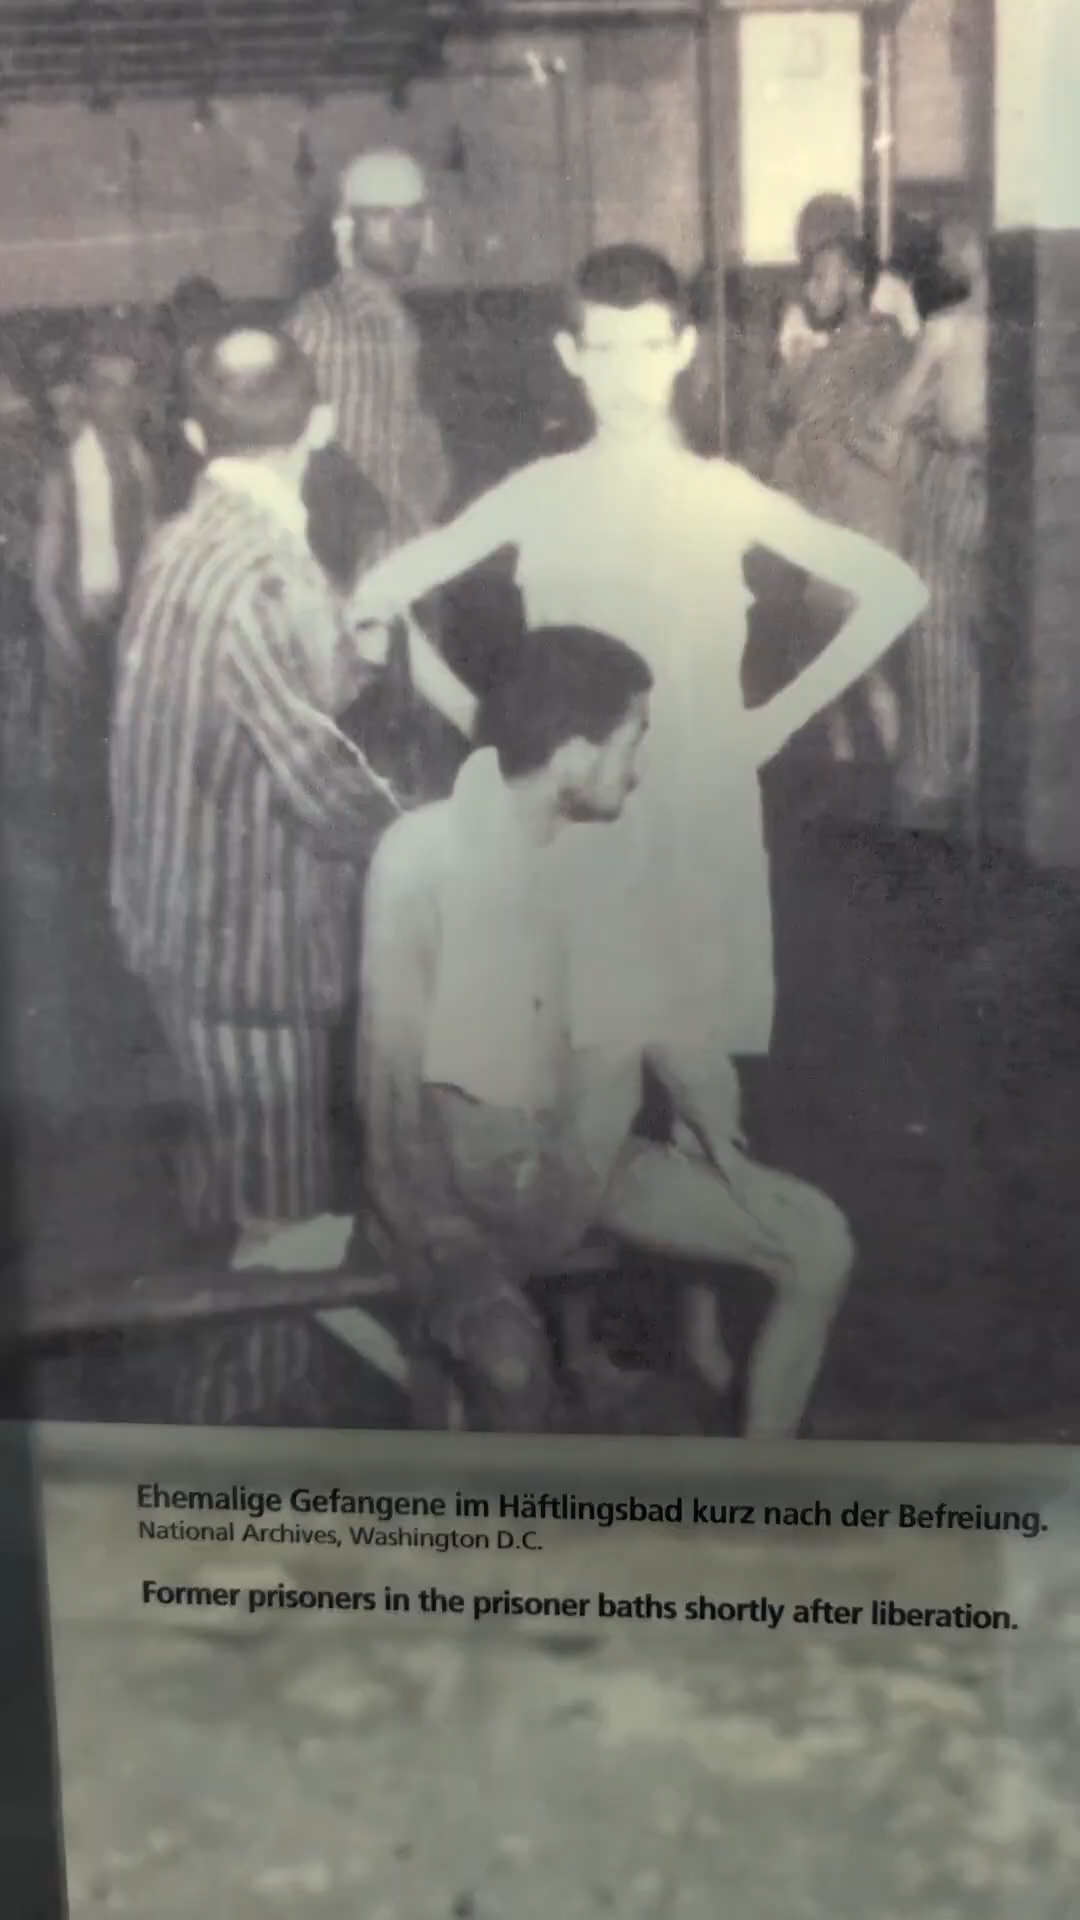 Ehemalige Gefangene im Häftlingsbad kurz nach der Befreiung.
National Archives, Washington D.C.
Former prisoners in the prisoner baths shortly after liberation.